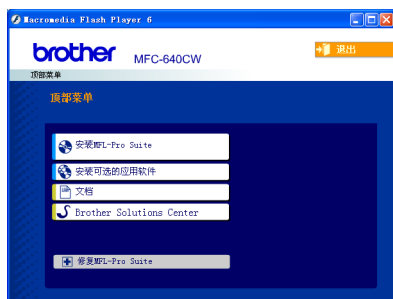 Macromedia Flash Player 6
brother MFC-640CW
退出
顶部菜单
顶部菜单
安装MFL-Pro Suite
安装可选的应用软件
文档
Brother Solutions Center
修复MFL-Pro Suite